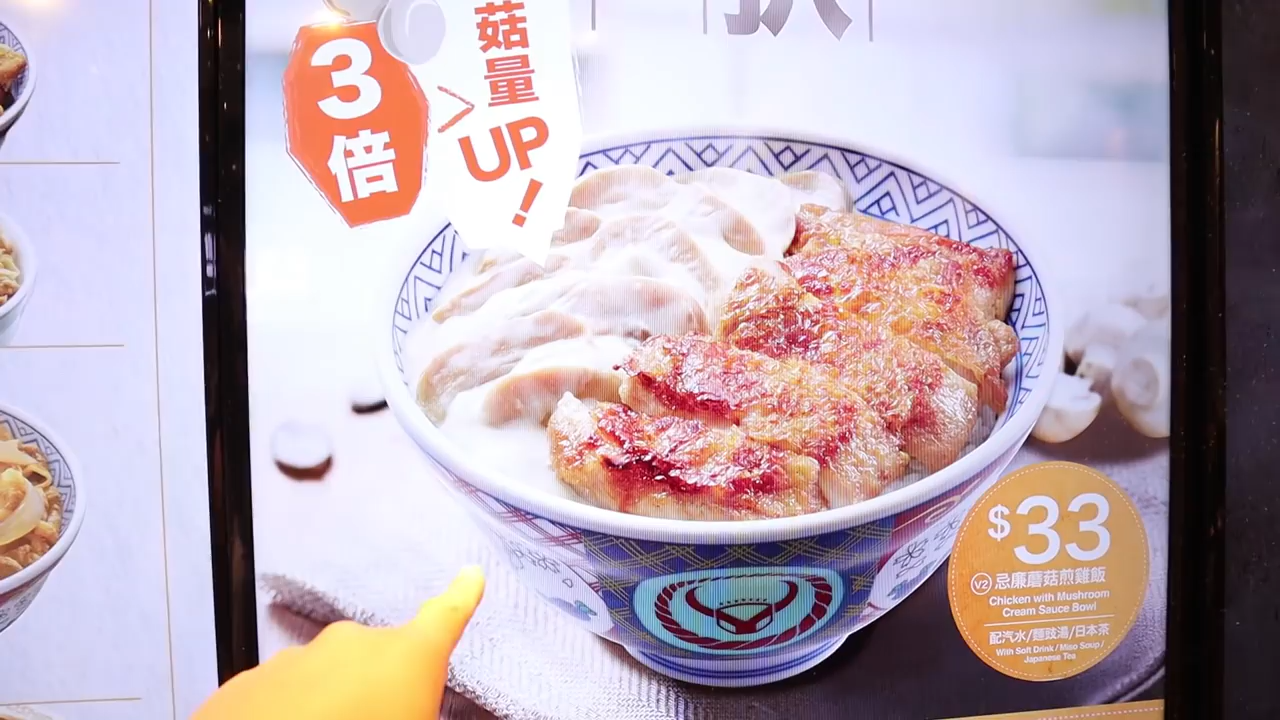 3
倍
菇
量
UP
!
$33
V2 忌廉蘑菇煎雞飯
Chicken with Mushroom
Cream Sauce Bowl
配汽水/麵豉湯/日本茶
With Soft Drink / Miso Soup /
Japanese Tea